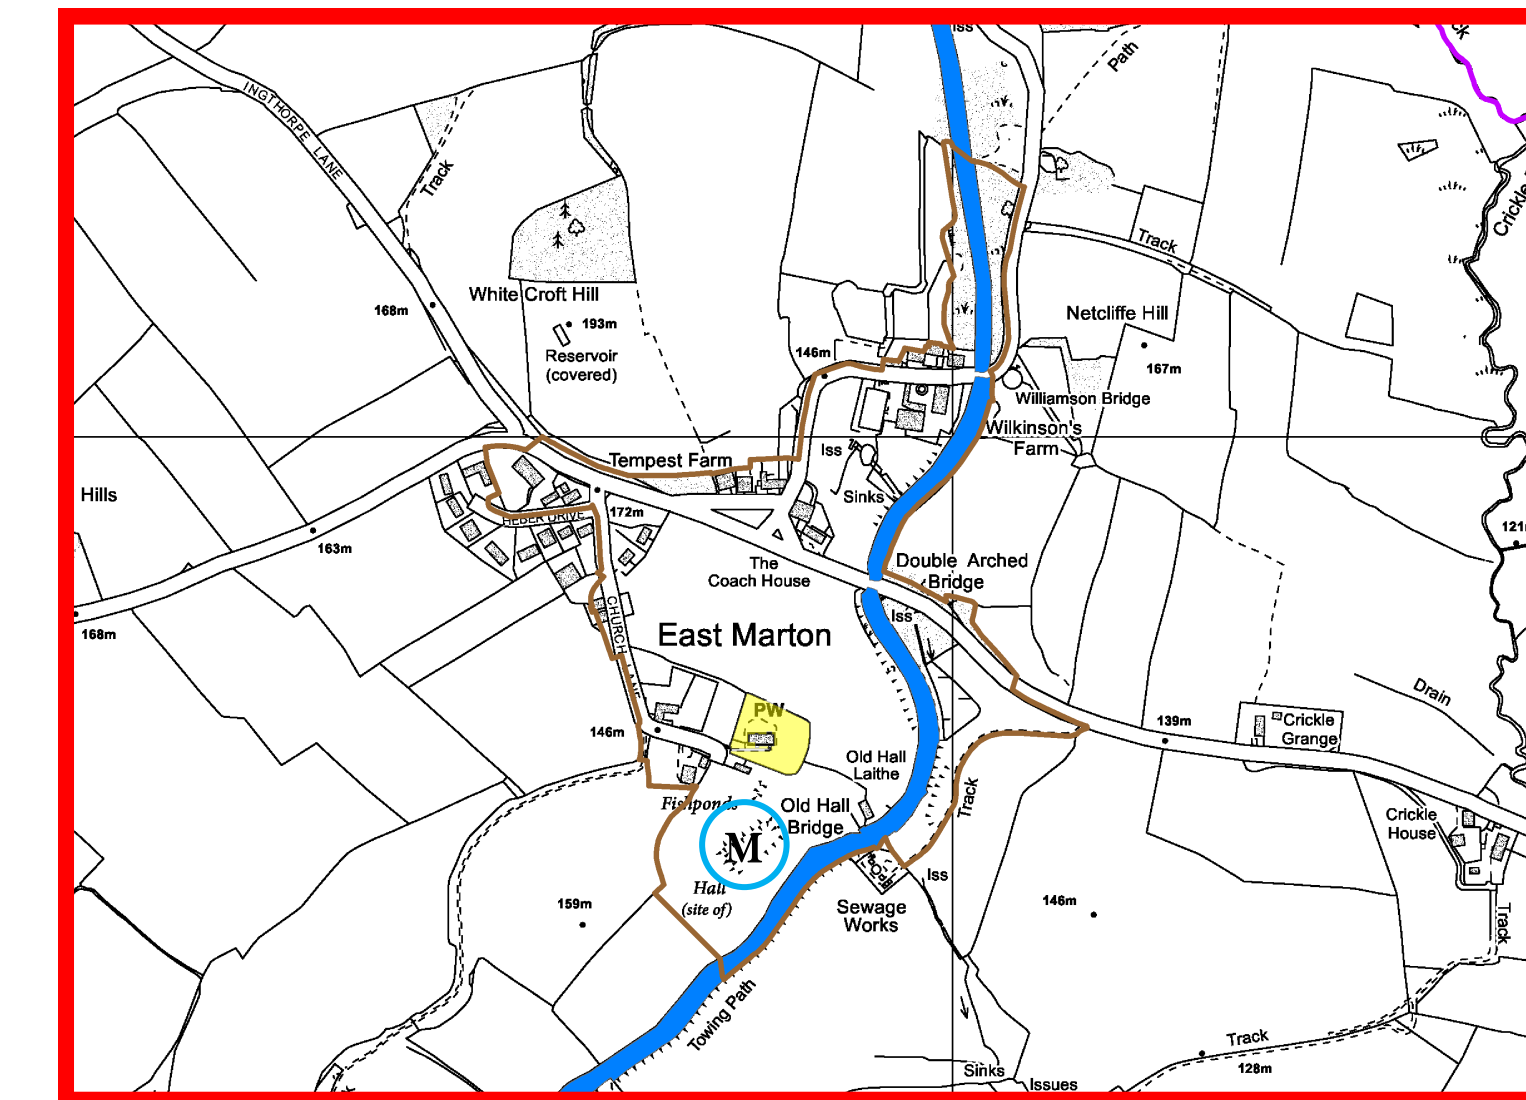 Iss
Path
INGTHORPE LANE
Track
Crickle
Track
White Croft Hill
168m
193m
Reservoir
(covered)
Netcliffe Hill
146m
167m
Williamson Bridge
Wilkinson's
Farm
Tempest Farm
Iss
Hills
Sinks
HEBER DRIVE
172m
163m
121
The
Coach House
Double Arched
Bridge
CHURCH LANE
Iss
168m
East Marton
Drain
PW
146m
139m
Crickle
Grange
Old Hall
Laithe
Track
Fishponds
Old Hall
Bridge
Crickle
House
M
Iss
Hall
(site of)
159m
Sewage
Works
146m
Track
Towing Path
Track
Sinks
128m
Issues